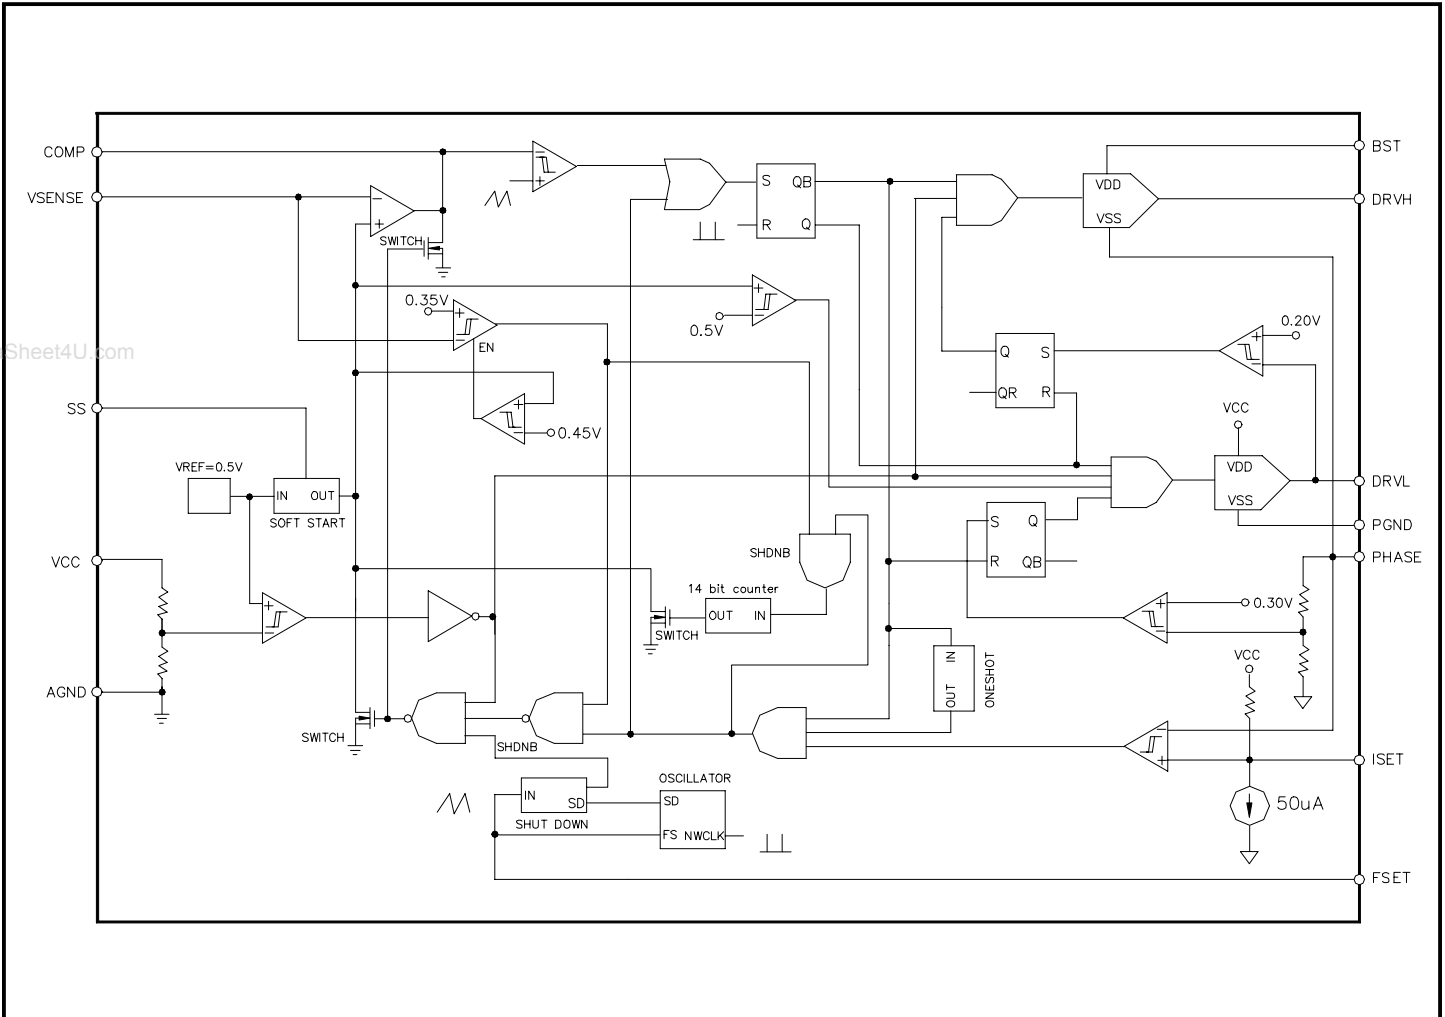 COMP
BST
VSENSE
S
QB
VDD
DRVH
VSS
R
Q
SWITCH
0.35V
0.5V
0.20V
Sheet4U.com
EN
Q
S
QR
R
SS
VCC
0.45V
VREF=0.5V
VDD
DRVL
IN
OUT
VSS
SOFT START
S
Q
PGND
SHDNB
VCC
R
QB
PHASE
14 bit counter
0.30V
OUT
IN
SWITCH
VCC
IN
OUT
ONESHOT
AGND
SWITCH
SHDNB
ISET
OSCILLATOR
IN
SD
SD
50uA
SHUT DOWN
FS
NWCLK
FSET